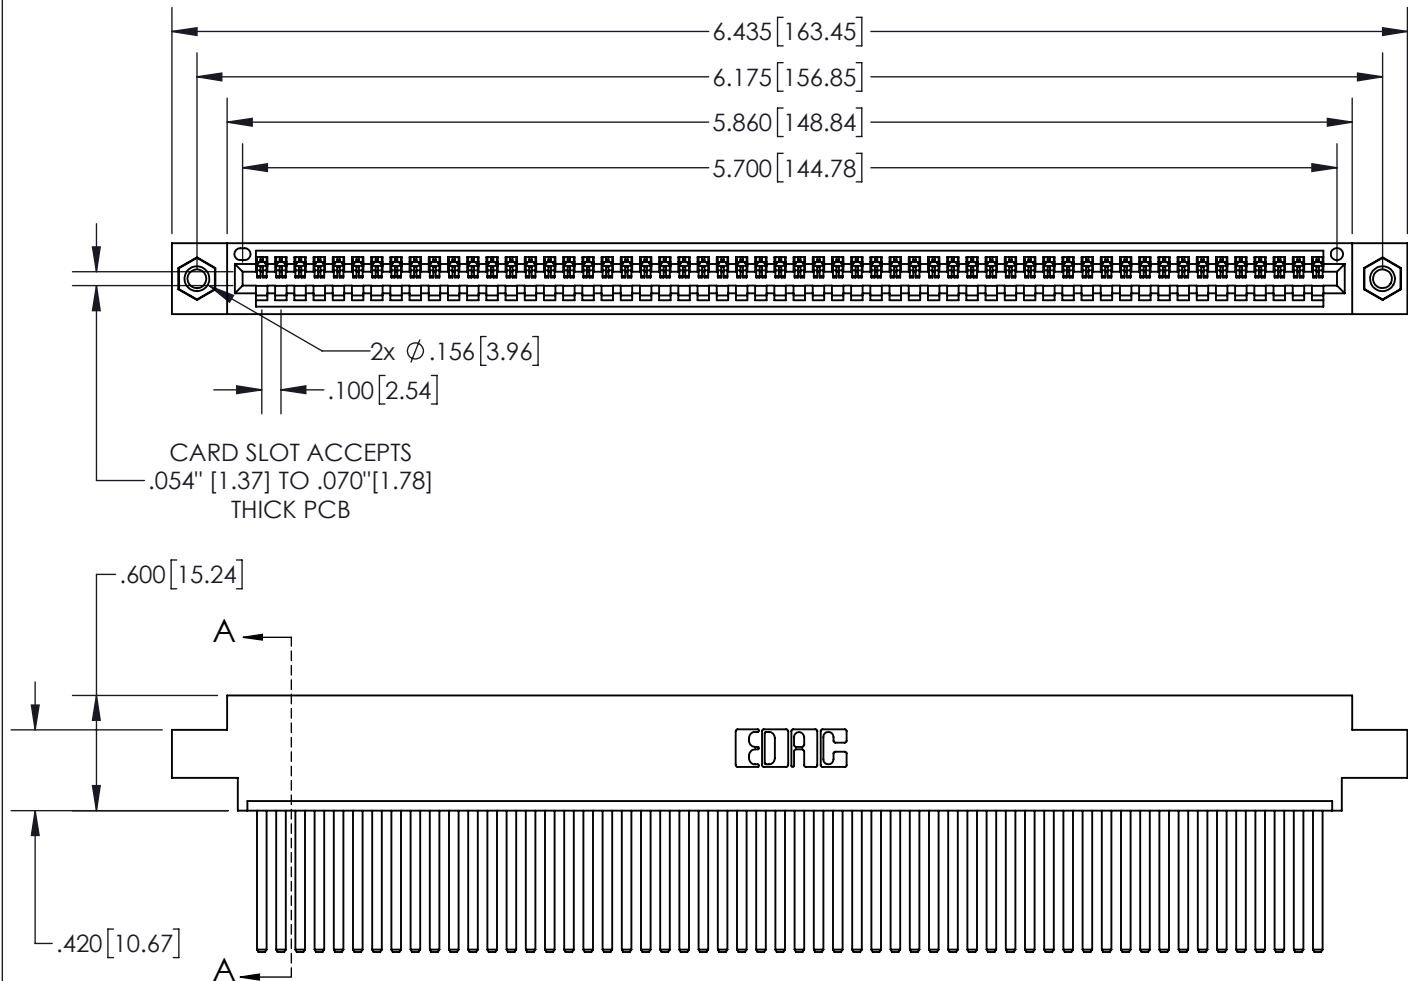 6.435[163.45]
6.175[156.85]
5.860[148.84]
5.700[144.78]
2x Ø.156[3.96]
.100[2.54]
CARD SLOT ACCEPTS
.054" [1.37] TO .070"[1.78]
THICK PCB
.600[15.24]
A
EDAC
.420[10.67]
A